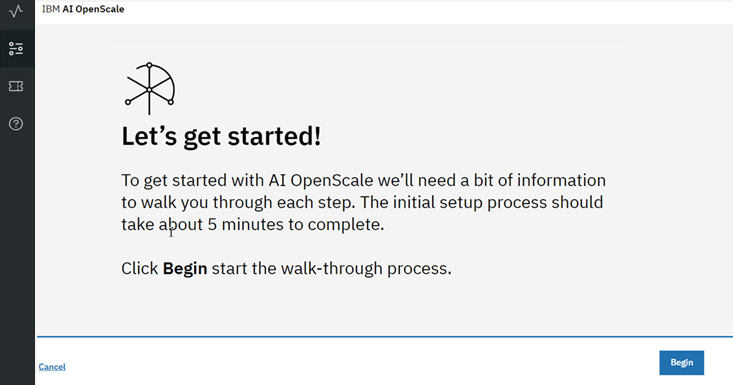 IBM AI OpenScale
Let's get started!
To get started with AI OpenScale we'll need a bit of information
to walk you through each step. The initial setup process should
take about 5 minutes to complete.
Click Begin start the walk-through process.
Cancel
Begin